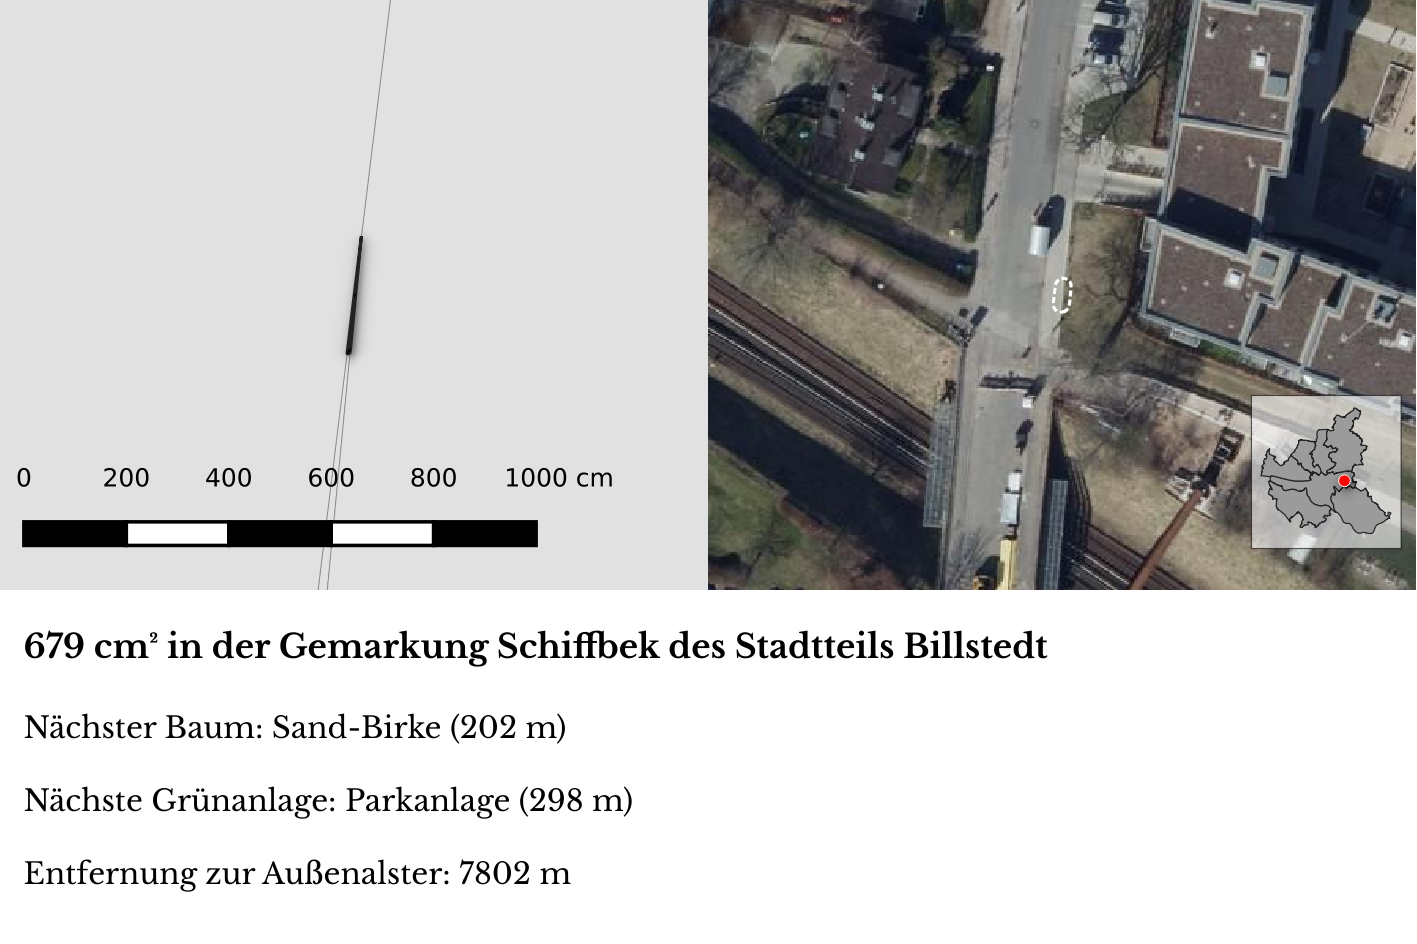 0 200 400 600 800 1000 cm
679 cm² in der Gemarkung Schiffbek des Stadtteils Billstedt
Nächster Baum: Sand-Birke (202 m)
Nächste Grünanlage: Parkanlage (298 m)
Entfernung zur Außenalster: 7802 m